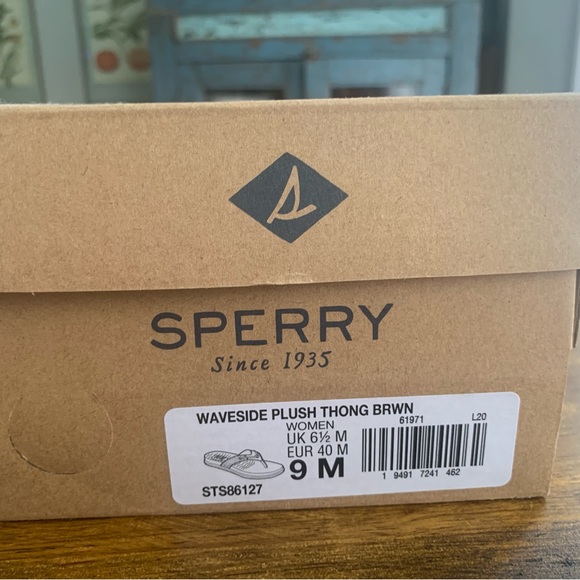 SPERRY
Since 1935
WAVESIDE PLUSH THONG BRWN
WOMEN
61971
L20
UK 6½ M
EUR 40 M
9 M
STS86127
1 9491 7241 462